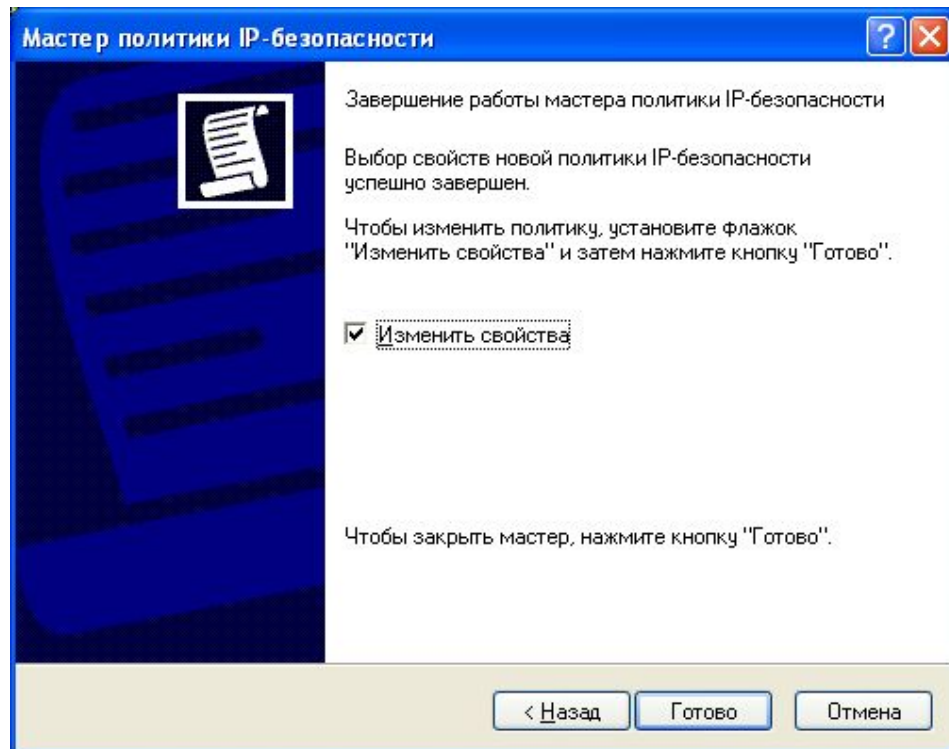 Мастер политики IP-безопасности
Завершение работы мастера политики IP-безопасности
Выбор свойств новой политики IP-безопасности
успешно завершен.
Чтобы изменить политику, установите флажок
"Изменить свойства" и затем нажмите кнопку "Готово".
Изменить свойства
Чтобы закрыть мастер, нажмите кнопку "Готово".
< Назад Готово Отмена